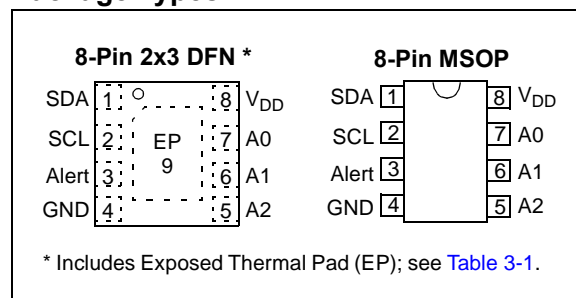 8-Pin 2x3 DFN * 8-Pin MSOP
SDA 1 8 VDD SDA 1 8 VDD
SCL 2 EP 7 A0 SCL 2 7 A0
Alert 3 9 6 A1 Alert 3 6 A1
GND 4 5 A2 GND 4 5 A2
* Includes Exposed Thermal Pad (EP); see Table 3-1.